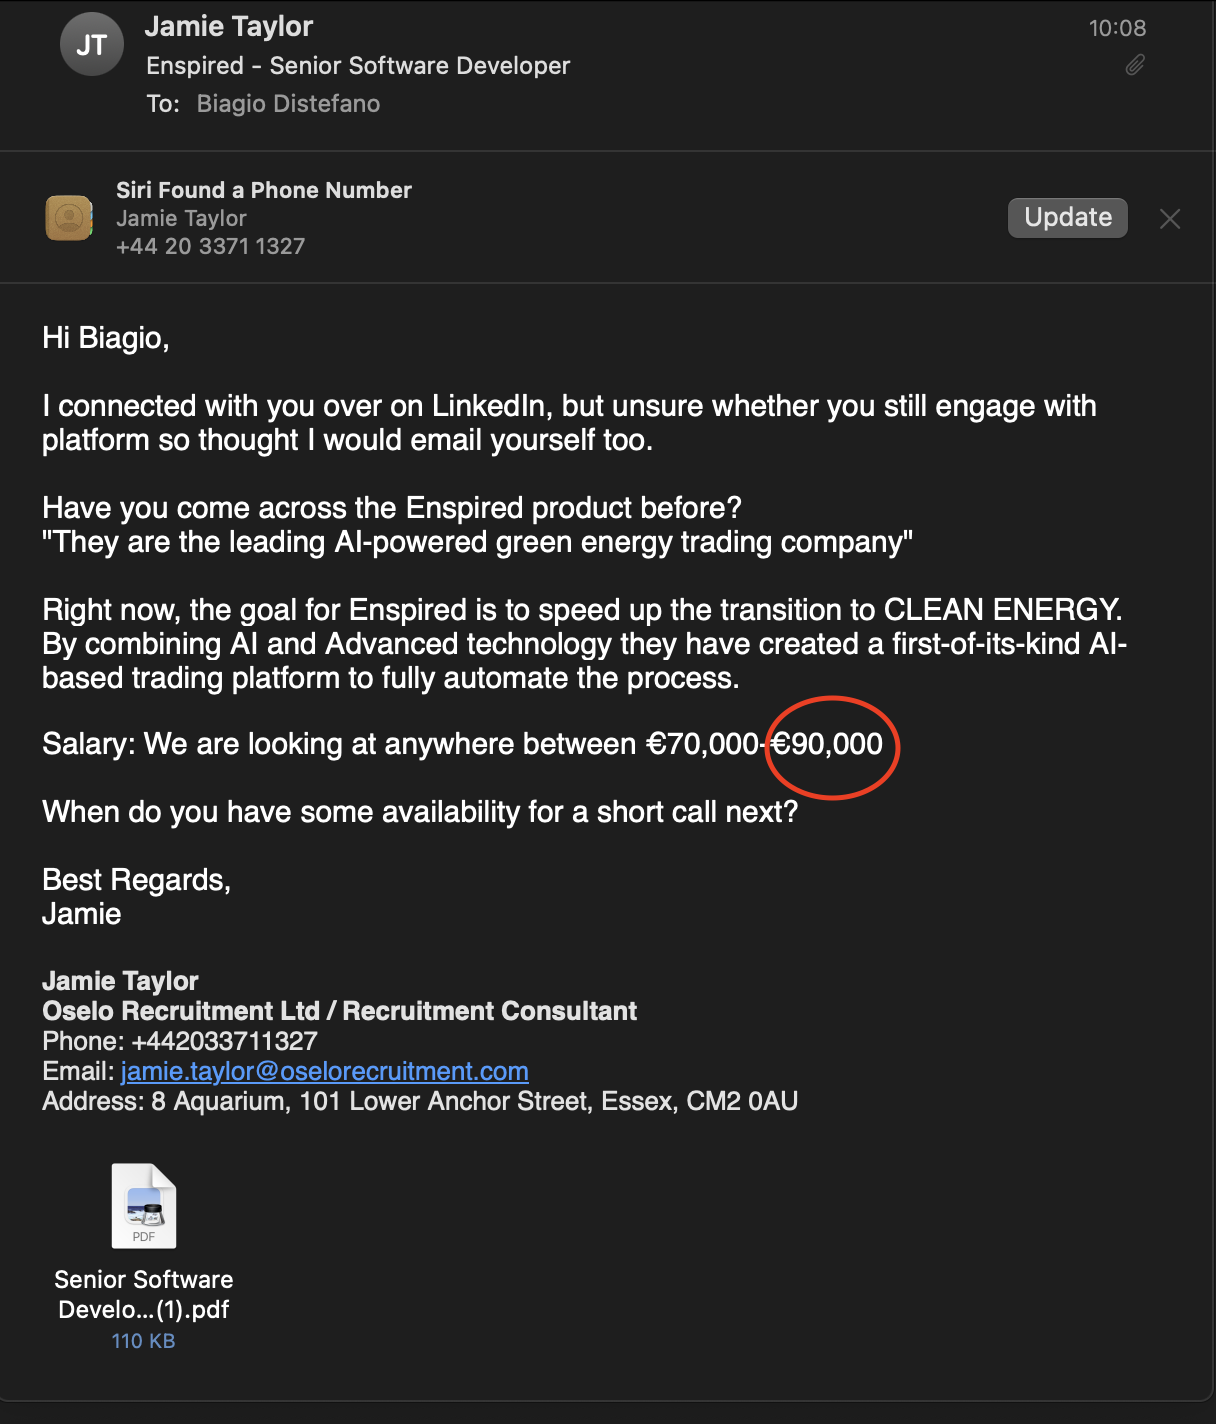 JT
Jamie Taylor
10:08
Enspired - Senior Software Developer
To: Biagio Distefano
Siri Found a Phone Number
Jamie Taylor
+44 20 3371 1327
Update
Hi Biagio,
I connected with you over on LinkedIn, but unsure whether you still engage with
platform so thought I would email yourself too.
Have you come across the Enspired product before?
"They are the leading AI-powered green energy trading company"
Right now, the goal for Enspired is to speed up the transition to CLEAN ENERGY.
By combining AI and Advanced technology they have created a first-of-its-kind AI-
based trading platform to fully automate the process.
Salary: We are looking at anywhere between €70,000-€90,000
When do you have some availability for a short call next?
Best Regards,
Jamie
Jamie Taylor
Oselo Recruitment Ltd / Recruitment Consultant
Phone: +442033711327
Email: jamie.taylor@oselorecruitment.com
Address: 8 Aquarium, 101 Lower Anchor Street, Essex, CM2 0AU
PDF
Senior Software
Develo...(1).pdf
110 KB